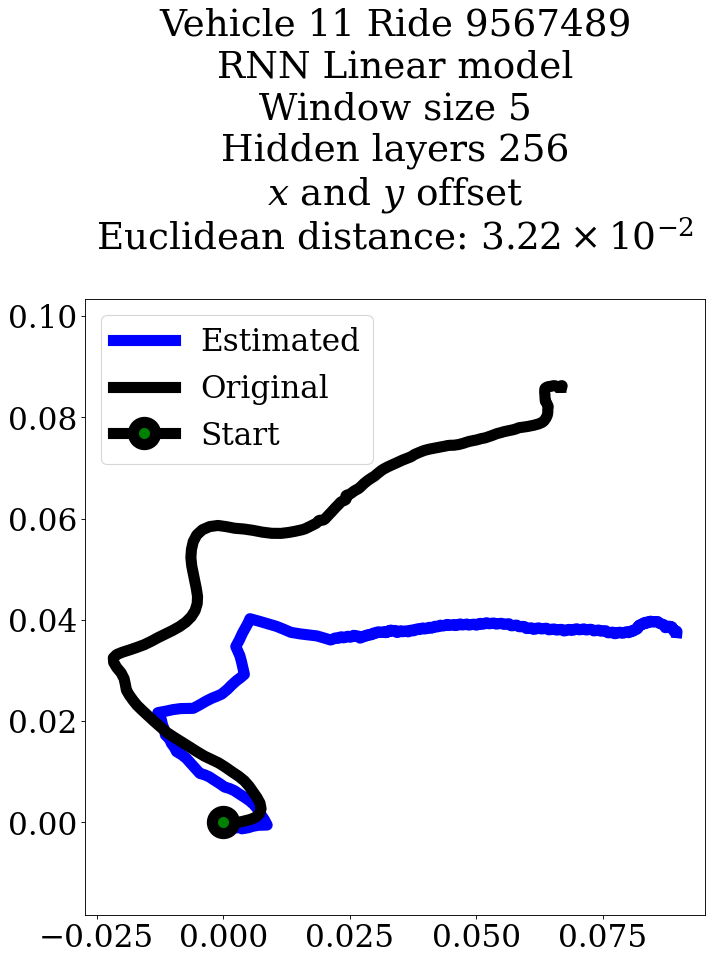 Vehicle 11 Ride 9567489
RNN Linear model
Window size 5
Hidden layers 256
x and y offset
Euclidean distance: 3.22 × 10⁻²
0.10
0.08
0.06
0.04
0.02
0.00
Estimated
Original
Start
−0.025 0.000 0.025 0.050 0.075